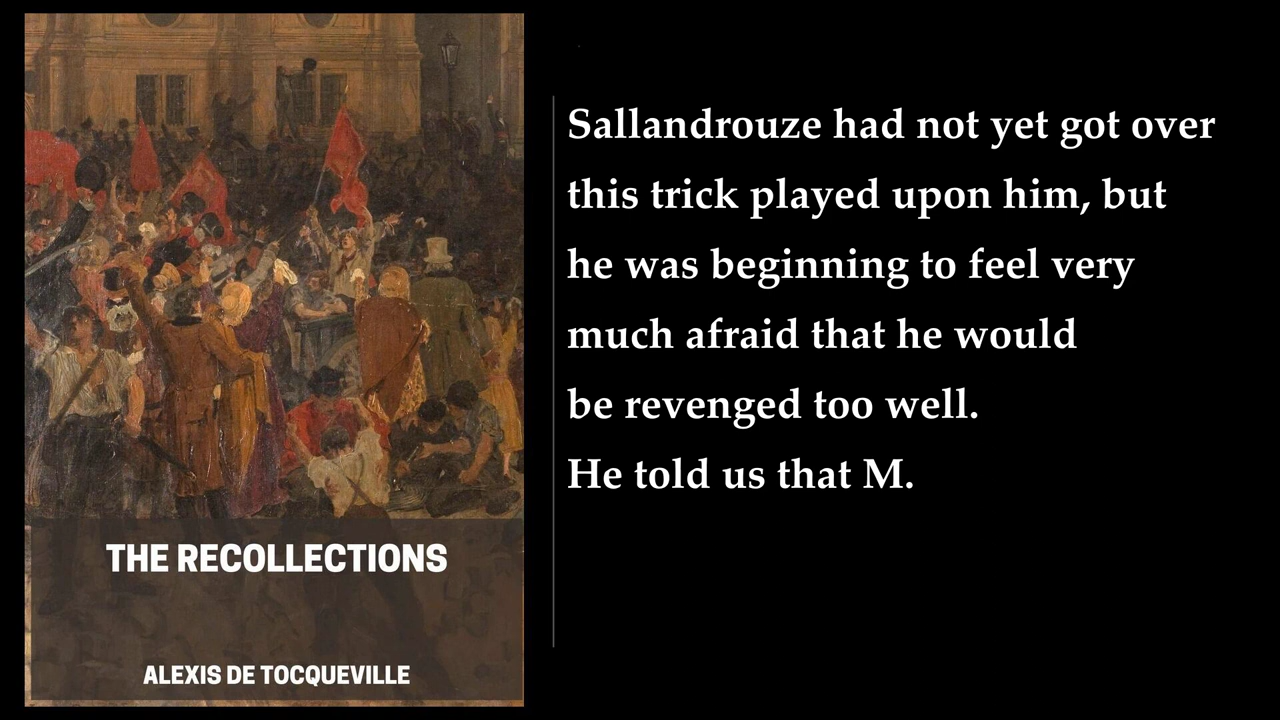 THE RECOLLECTIONS
ALEXIS DE TOCQUEVILLE
Sallandrouze had not yet got over
this trick played upon him, but
he was beginning to feel very
much afraid that he would
be revenged too well.
He told us that M.